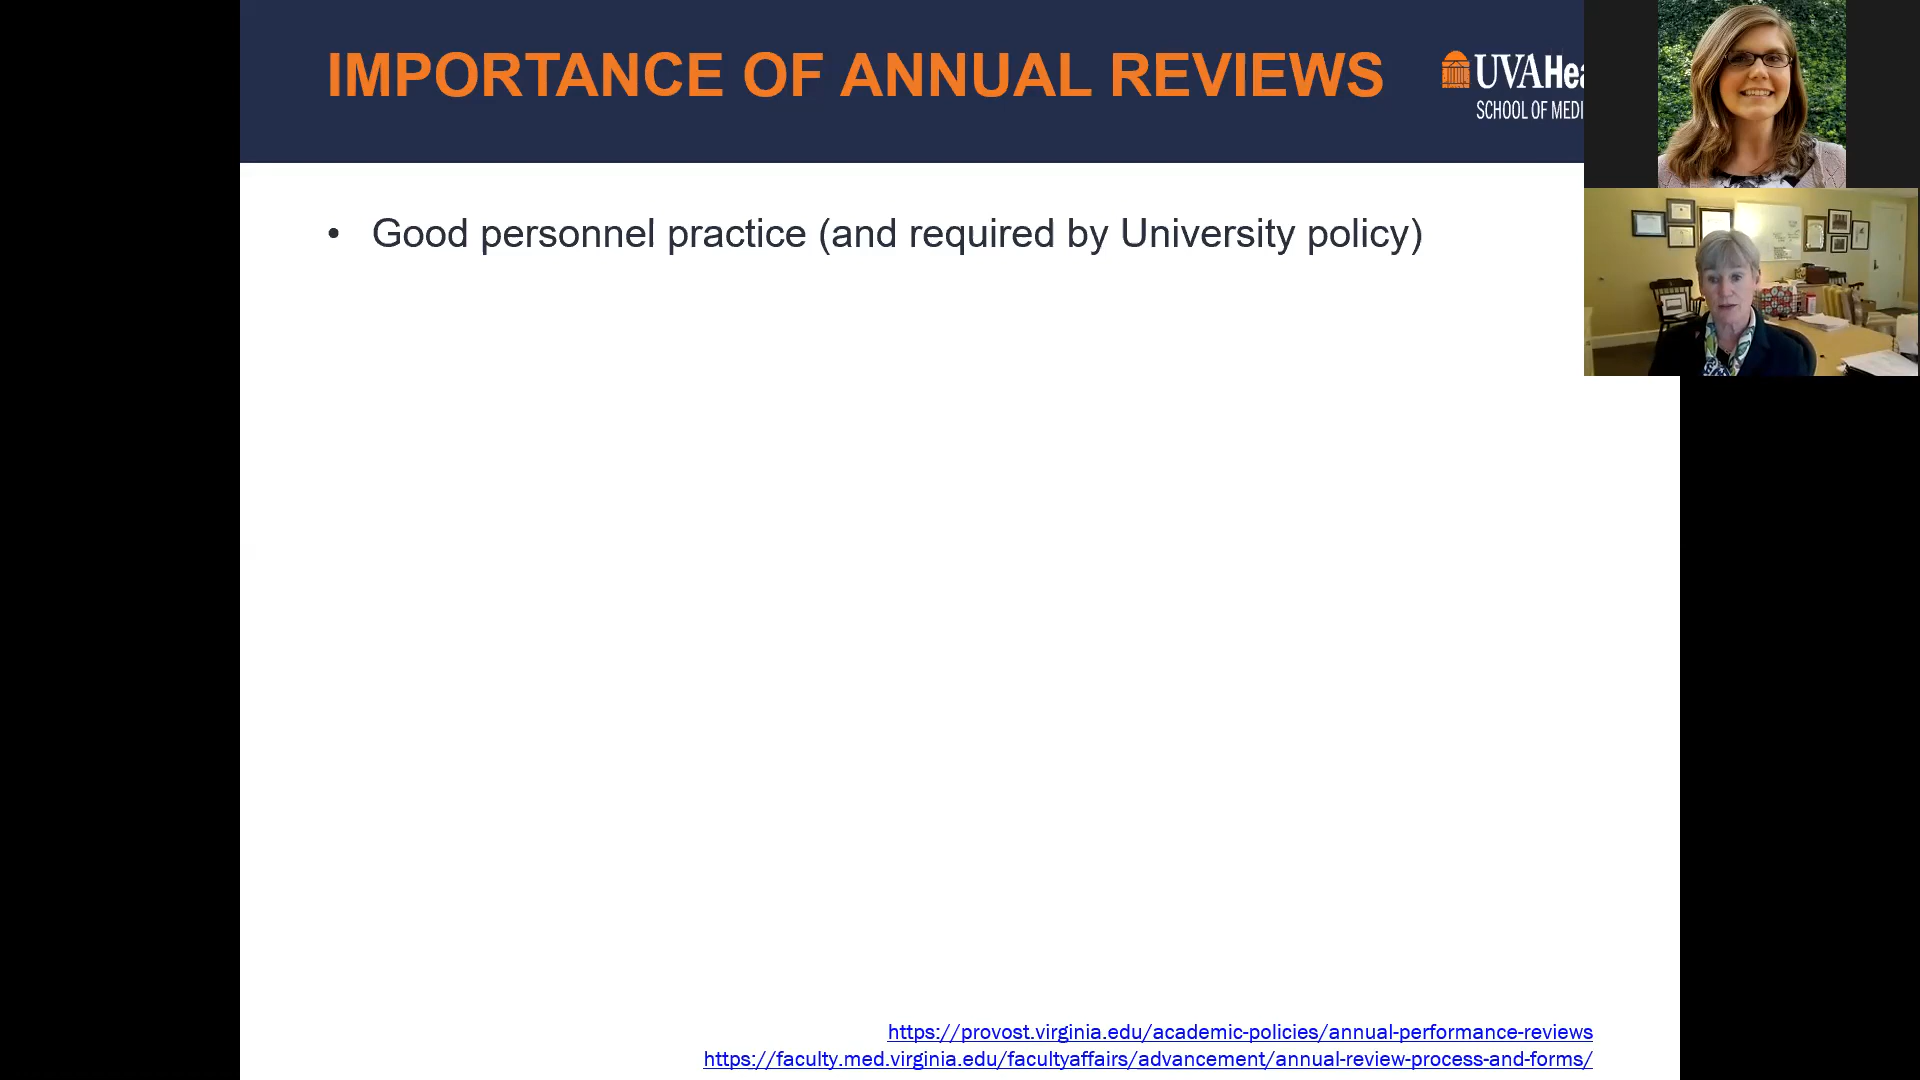 IMPORTANCE OF ANNUAL REVIEWS
UVAHea
SCHOOL OF MEDI
• Good personnel practice (and required by University policy)
https://provost.virginia.edu/academic-policies/annual-performance-reviews
https://faculty.med.virginia.edu/facultyaffairs/advancement/annual-review-process-and-forms/